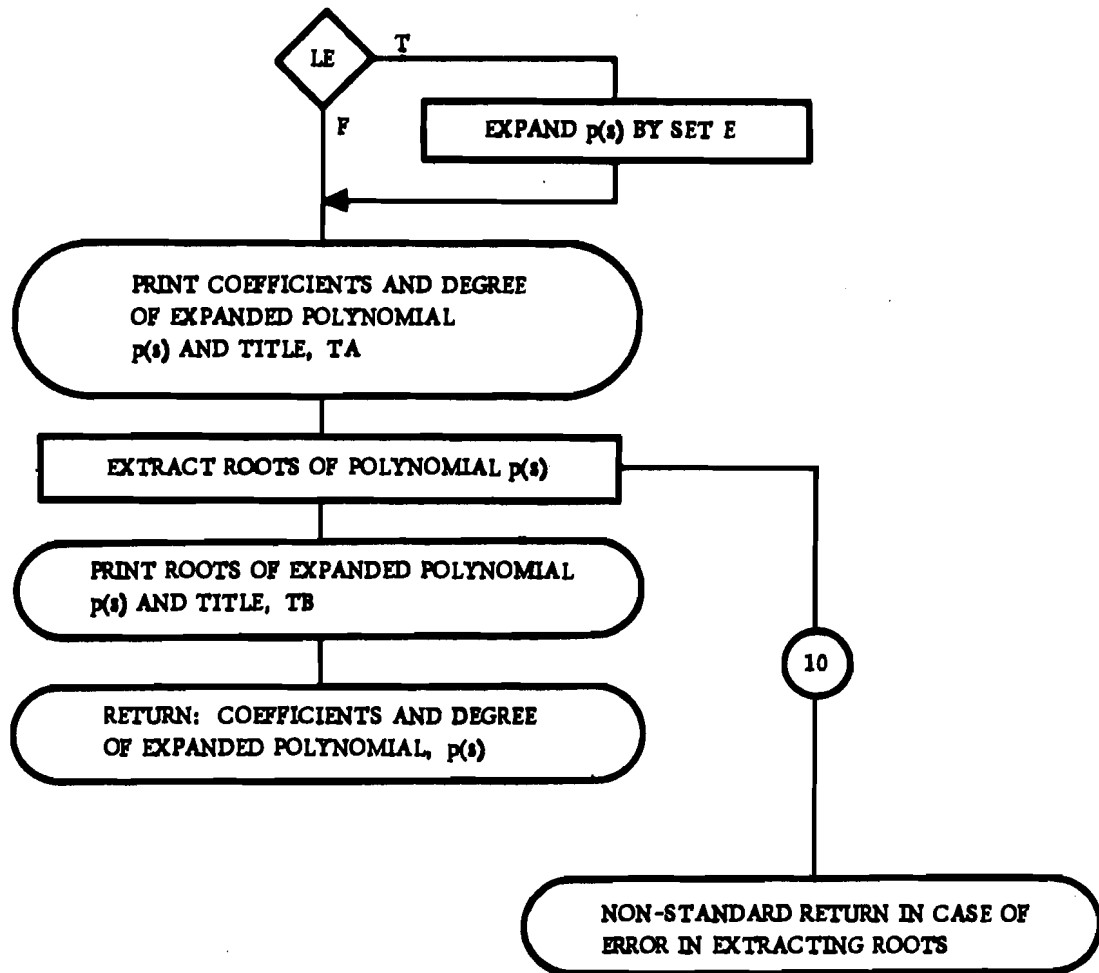 LE
T
F
EXPAND p(s) BY SET E
PRINT COEFFICIENTS AND DEGREE
OF EXPANDED POLYNOMIAL
p(s) AND TITLE, TA
EXTRACT ROOTS OF POLYNOMIAL p(s)
PRINT ROOTS OF EXPANDED POLYNOMIAL
p(s) AND TITLE, TB
10
RETURN: COEFFICIENTS AND DEGREE
OF EXPANDED POLYNOMIAL, p(s)
NON-STANDARD RETURN IN CASE OF
ERROR IN EXTRACTING ROOTS